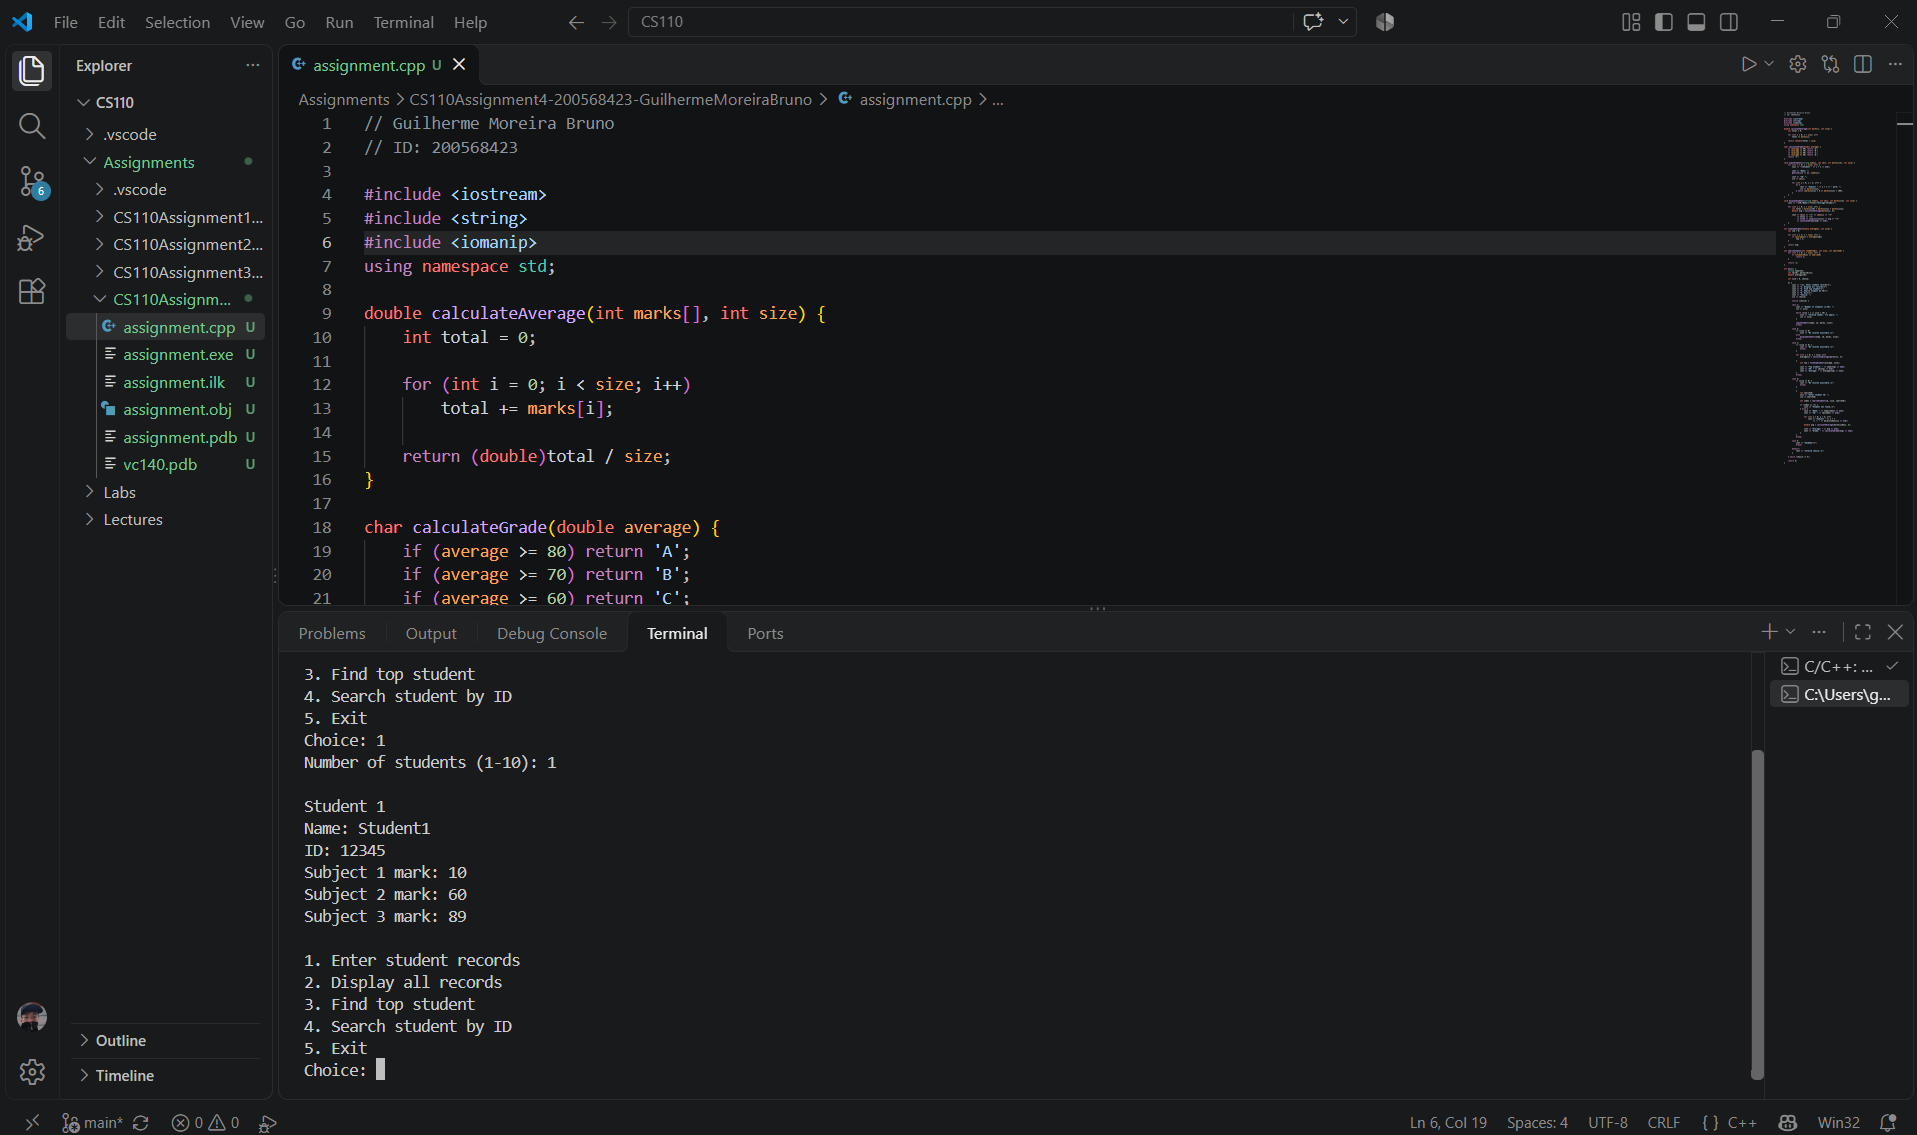 File Edit Selection View Go Run Terminal Help
CS110
Explorer
CS110
.vscode
Assignments
.vscode
CS110Assignment1...
CS110Assignment2...
CS110Assignment3...
CS110Assignm...
assignment.cpp U
assignment.exe U
assignment.ilk U
assignment.obj U
assignment.pdb U
vc140.pdb U
Labs
Lectures
Outline
Timeline
assignment.cpp U
Assignments > CS110Assignment4-200568423-GuilhermeMoreiraBruno > assignment.cpp > ...
1 // Guilherme Moreira Bruno
2 // ID: 200568423
3
4 #include <iostream>
5 #include <string>
6 #include <iomanip>
7 using namespace std;
8
9 double calculateAverage(int marks[], int size) {
10 int total = 0;
11
12 for (int i = 0; i < size; i++)
13 total += marks[i];
14
15 return (double)total / size;
16 }
17
18 char calculateGrade(double average) {
19 if (average >= 80) return 'A';
20 if (average >= 70) return 'B';
21 if (average >= 60) return 'C';
Problems Output Debug Console Terminal Ports
3. Find top student
4. Search student by ID
5. Exit
Choice: 1
Number of students (1-10): 1
Student 1
Name: Student1
ID: 12345
Subject 1 mark: 10
Subject 2 mark: 60
Subject 3 mark: 89
1. Enter student records
2. Display all records
3. Find top student
4. Search student by ID
5. Exit
Choice:
C/C++: ...
C:\Users\g...
6
main* 0 0
Ln 6, Col 19 Spaces: 4 UTF-8 CRLF { } C++ Win32